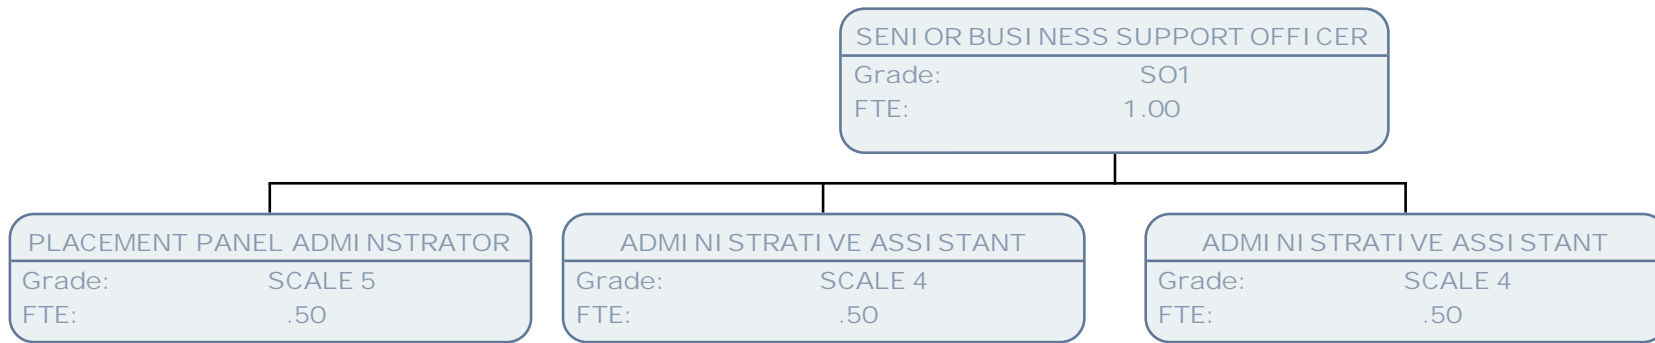 SENIOR BUSINESS SUPPORT OFFICER
Grade: SO1
FTE: 1.00
PLACEMENT PANEL ADMINSTRATOR
Grade: SCALE 5
FTE: .50
ADMINISTRATIVE ASSISTANT
Grade: SCALE 4
FTE: .50
ADMINISTRATIVE ASSISTANT
Grade: SCALE 4
FTE: .50